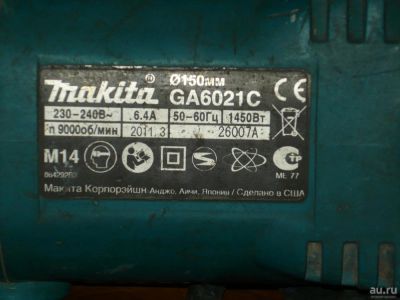 makita® Ø150мм
GA6021C
230-240В~ 6.4A 50-60Гц 1450Вт
n 9000об/мин 2011.3 26007A
M14
ME 77
Макита Корпорэйшн Анджо, Аичи, Япония / Сделано в США
au.ru